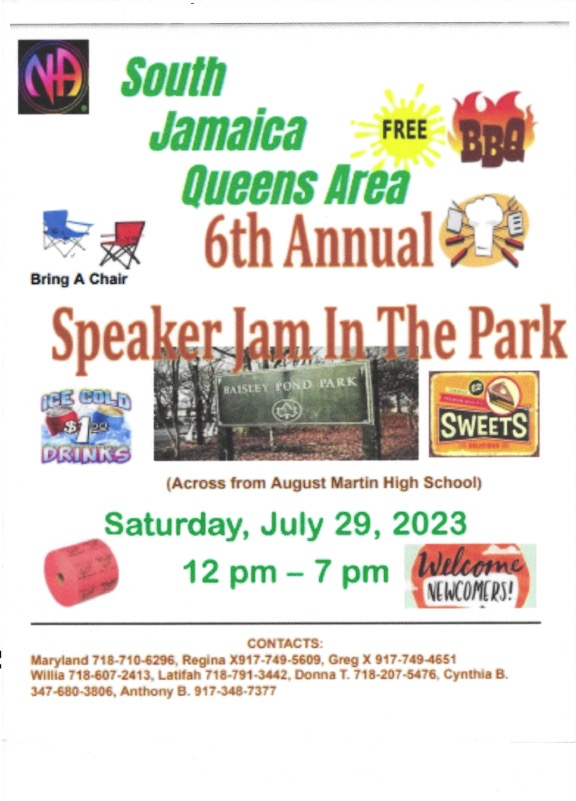 NA
South
Jamaica
Queens Area
FREE
BBQ
6th Annual
Bring A Chair
Speaker Jam In The Park
BAISLEY POND PARK
ICE COLD
$1.00
DRINKS
SWEETS
(Across from August Martin High School)
Saturday, July 29, 2023
12 pm – 7 pm
Welcome
NEWCOMERS!
CONTACTS:
Maryland 718-710-6296, Regina X917-749-5609, Greg X 917-749-4651
Willia 718-607-2413, Latifah 718-791-3442, Donna T. 718-207-5476, Cynthia B.
347-680-3806, Anthony B. 917-348-7377